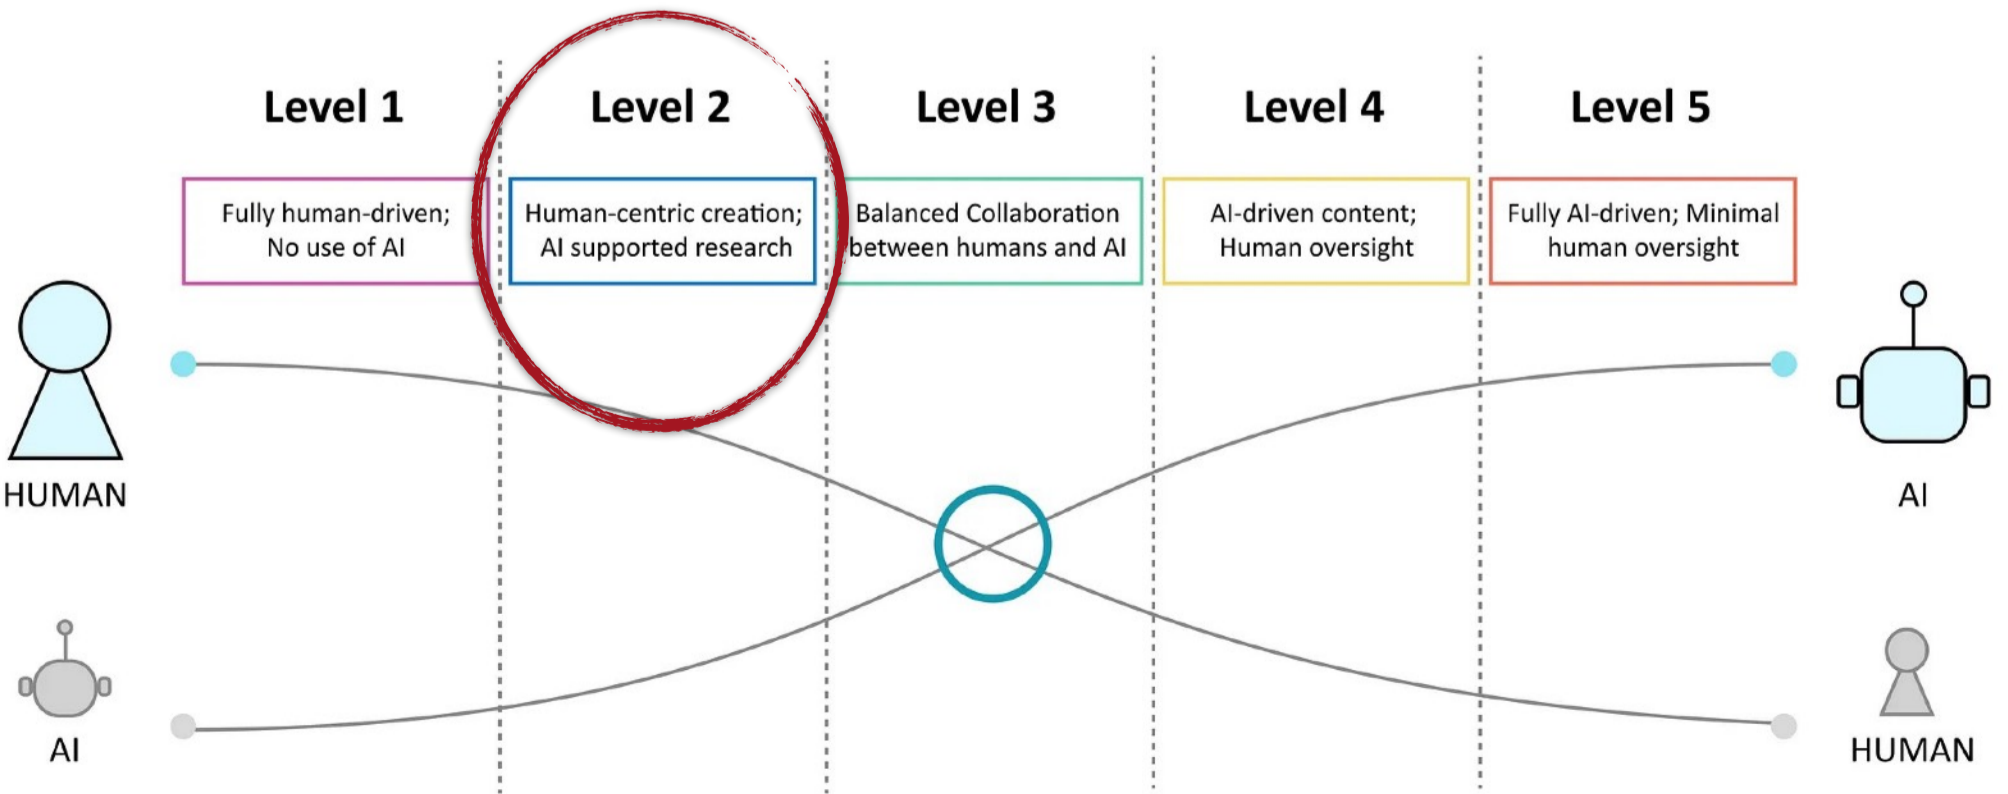 Level 1
Level 2
Level 3
Level 4
Level 5
Fully human-driven;
No use of AI
Human-centric creation;
AI supported research
Balanced Collaboration
between humans and AI
AI-driven content;
Human oversight
Fully AI-driven; Minimal
human oversight
HUMAN
AI
AI
HUMAN